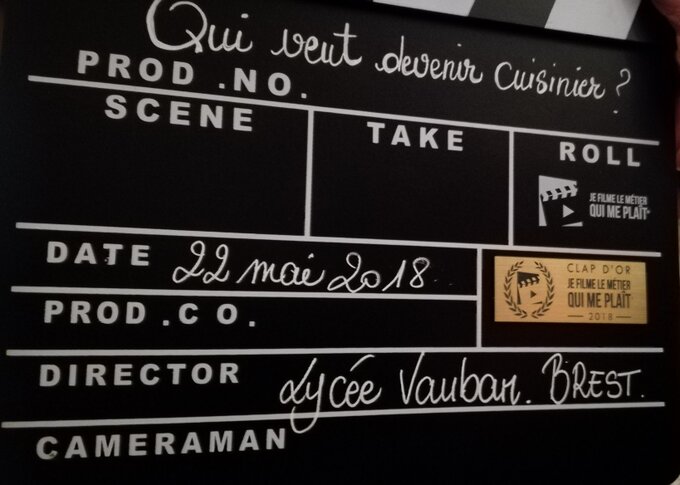 Qui veut devenir cuisinier ?
PROD .NO.
SCENE
TAKE
ROLL
JE FILME LE MÉTIER
QUI ME PLAÎT
DATE 22 mai 2018
CLAP D'OR
JE FILME LE MÉTIER
QUI ME PLAÎT
2018
PROD .CO.
DIRECTOR Lycée Vauban. BREST.
CAMERAMAN